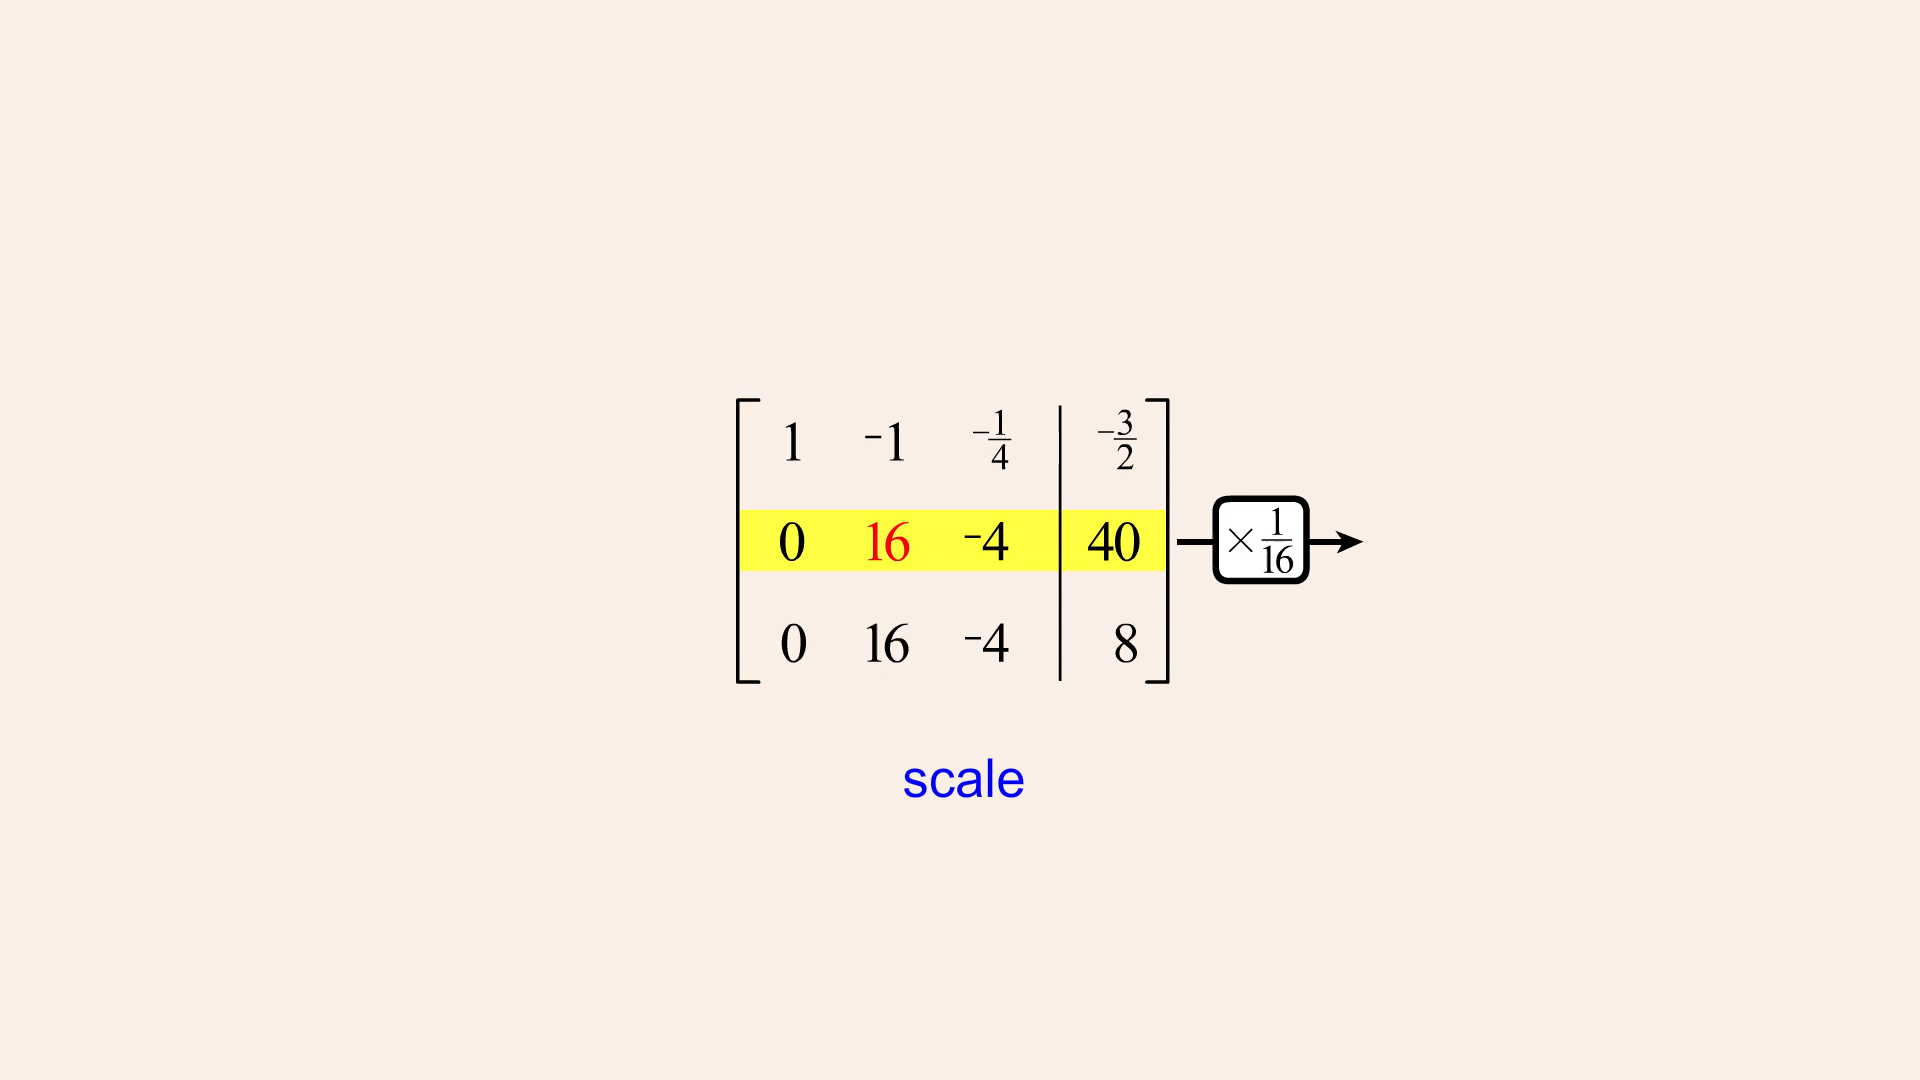 1 -1 -1/4 | -3/2
0 16 -4 | 40 × 1/16
0 16 -4 | 8
scale